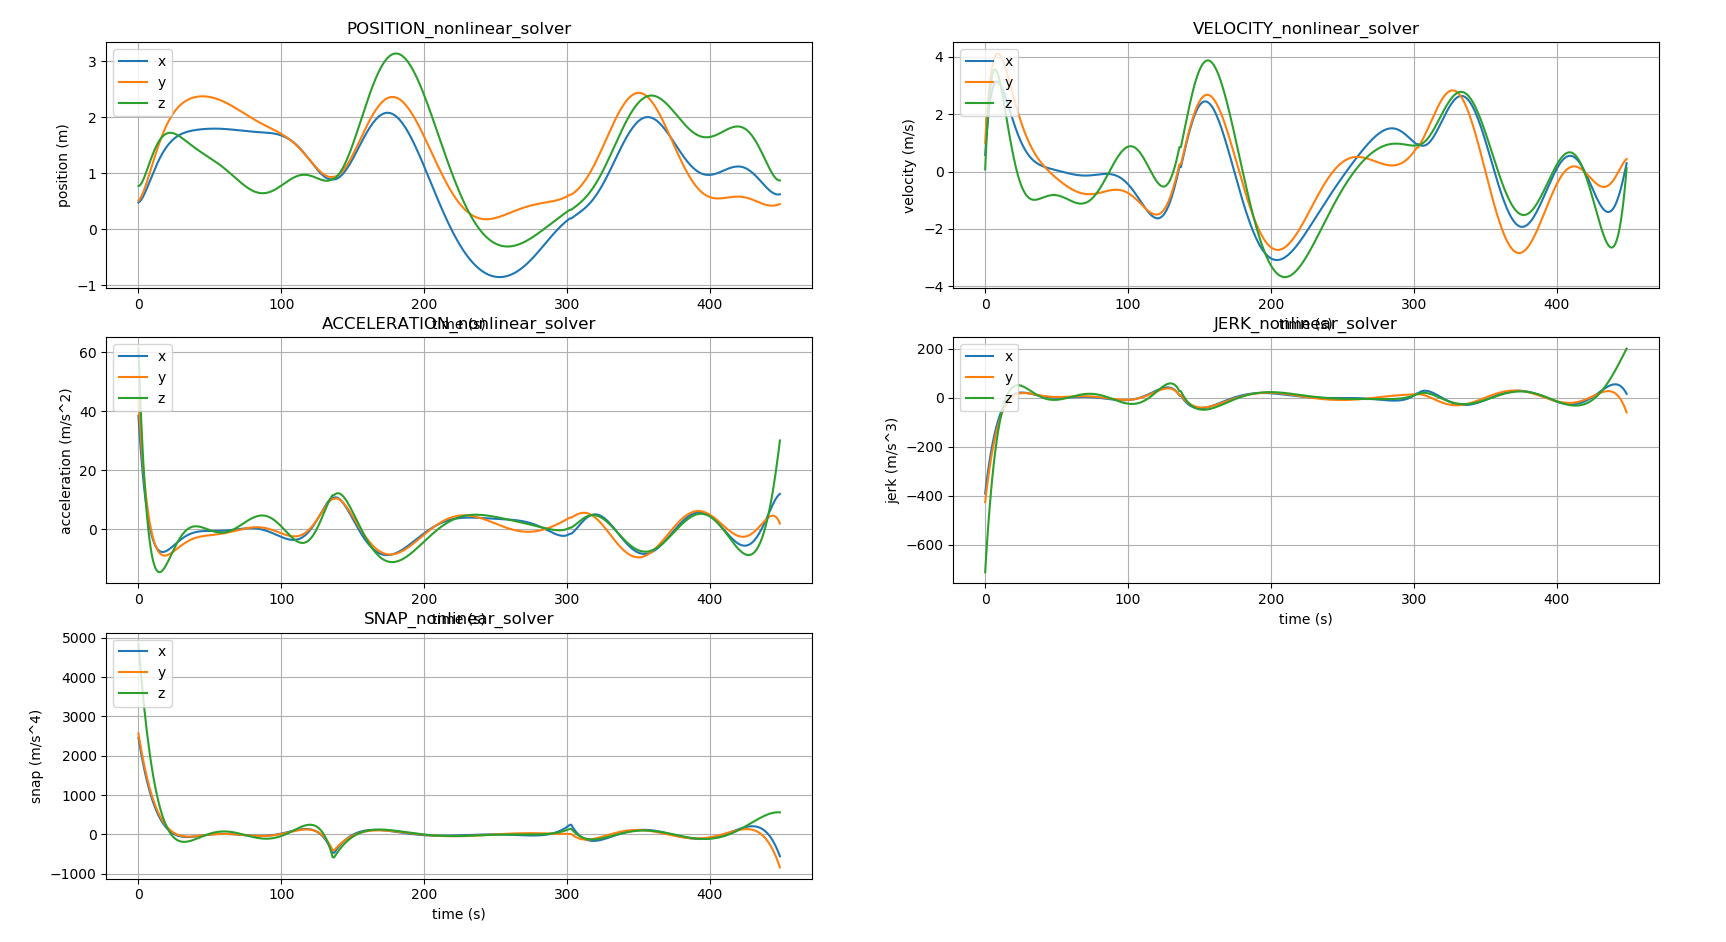 POSITION_nonlinear_solver
x
y
z
3
2
1
0
−1
position (m)
0 100 200 300 400
time (s)
VELOCITY_nonlinear_solver
x
y
z
4
2
0
−2
−4
velocity (m/s)
0 100 200 300 400
time (s)
ACCELERATION_nonlinear_solver
x
y
z
60
40
20
0
acceleration (m/s^2)
0 100 200 300 400
time (s)
JERK_nonlinear_solver
x
y
z
200
0
−200
−400
−600
jerk (m/s^3)
0 100 200 300 400
time (s)
SNAP_nonlinear_solver
x
y
z
5000
4000
3000
2000
1000
0
−1000
snap (m/s^4)
0 100 200 300 400
time (s)